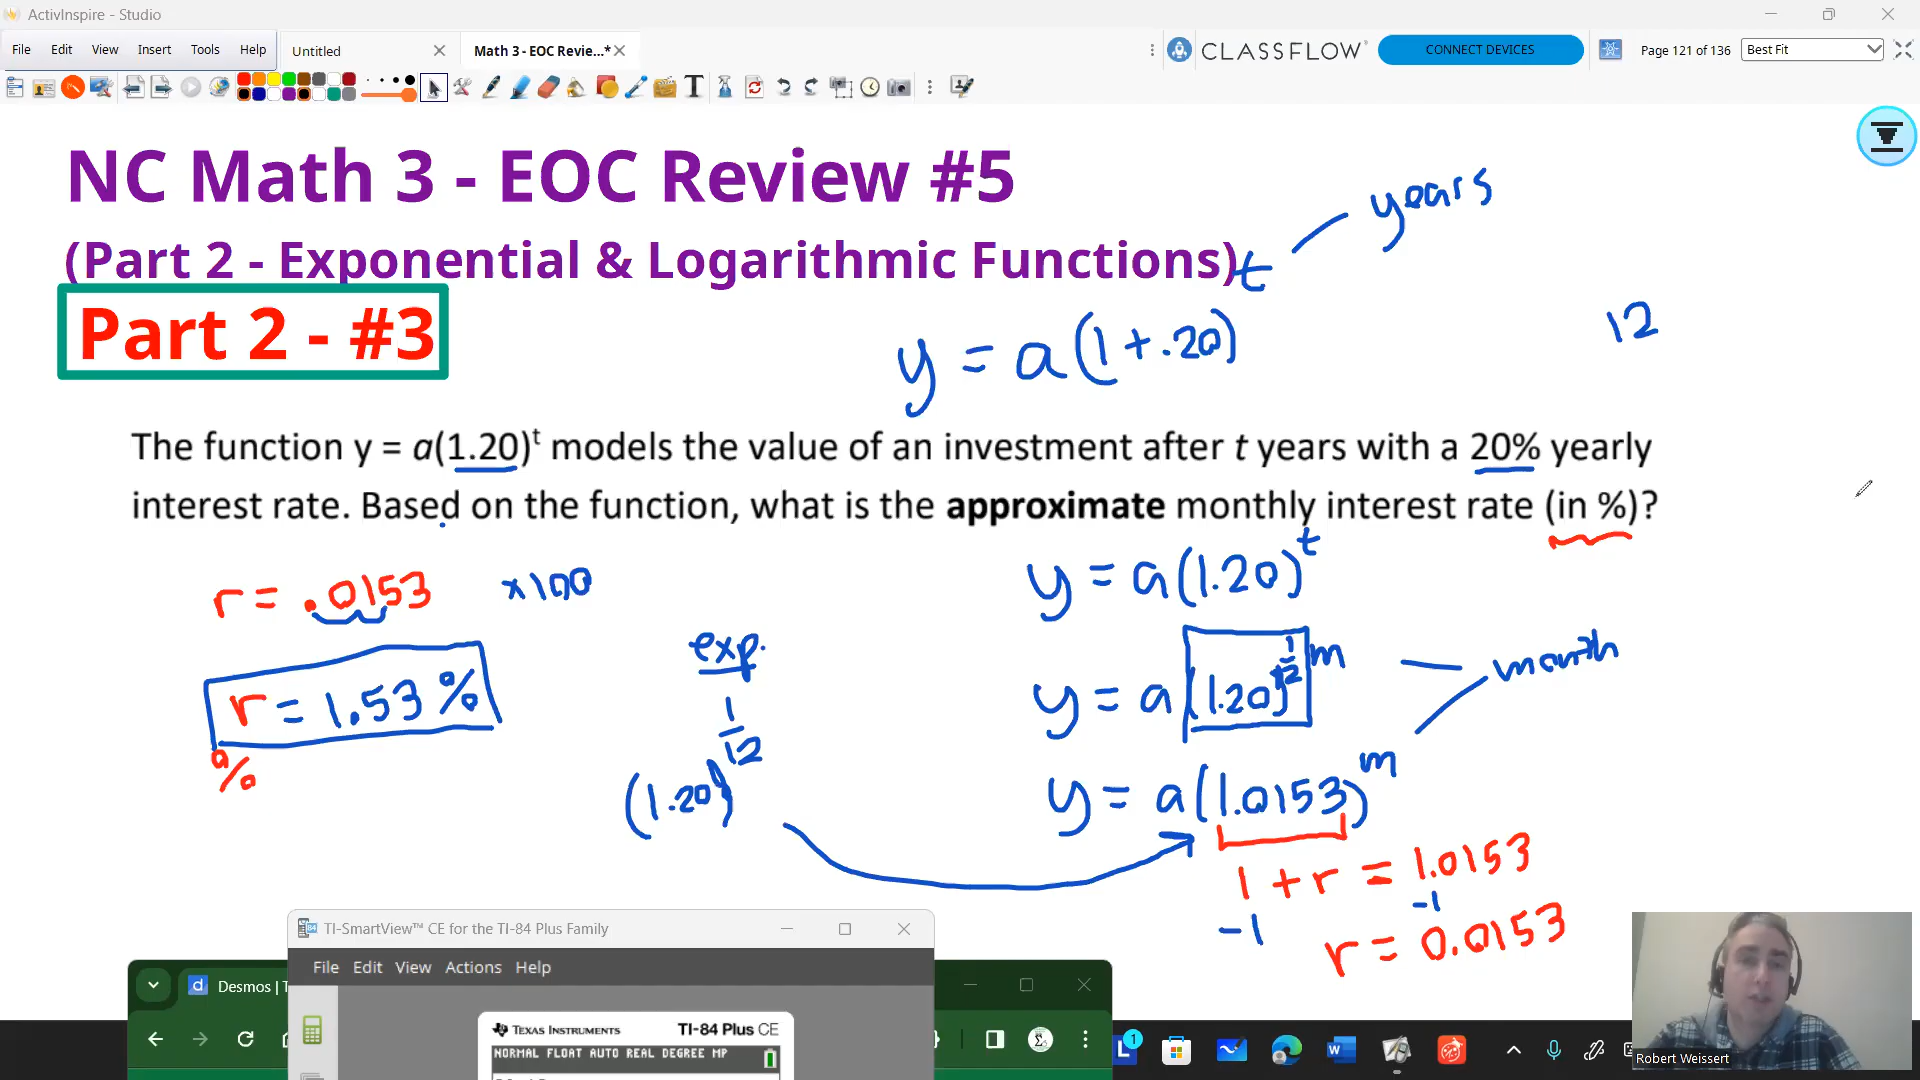 ActivInspire - Studio
File Edit View Insert Tools Help
Untitled
Math 3 - EOC Revie...*
CLASSFLOW
CONNECT DEVICES
Page 121 of 136
Best Fit
NC Math 3 - EOC Review #5
(Part 2 - Exponential & Logarithmic Functions)
Part 2 - #3
t
years
y = a(1+.20)
12
The function y = a(1.20)ᵗ models the value of an investment after t years with a 20% yearly
interest rate. Based on the function, what is the approximate monthly interest rate (in %)?
r = .0153
x100
r = 1.53 %
%
exp.
1/12
(1.20)
y = a(1.20)ᵗ
y = a(1.20)^1/12 m
month
y = a(1.0153)ᵐ
1 + r = 1.0153
-1 -1
r = 0.0153
TI-SmartView™ CE for the TI-84 Plus Family
File Edit View Actions Help
Desmos | T
TEXAS INSTRUMENTS
TI-84 Plus CE
NORMAL FLOAT AUTO REAL DEGREE MP
1
Robert Weissert